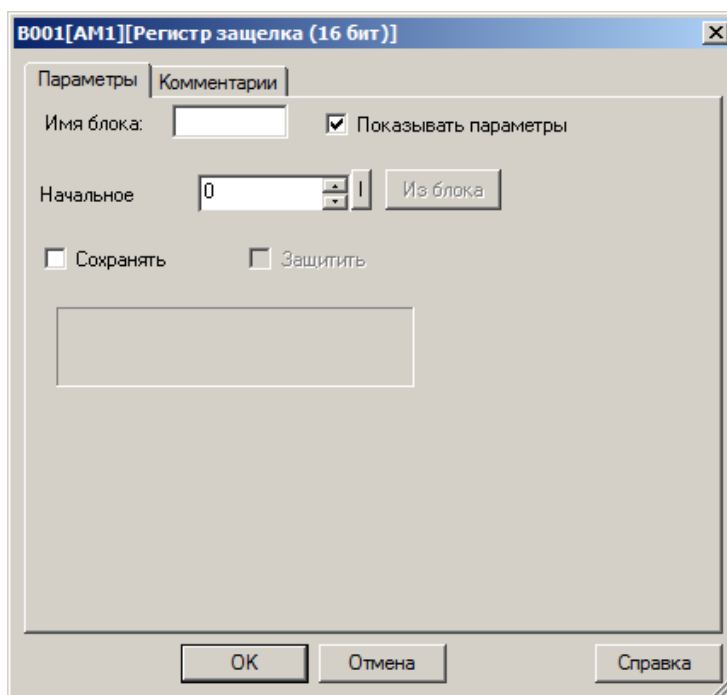 B001[AM1][Регистр защелка (16 бит)]
Параметры Комментарии
Имя блока: Показывать параметры
Начальное 0 I Из блока
Сохранять Защитить
OK Отмена Справка